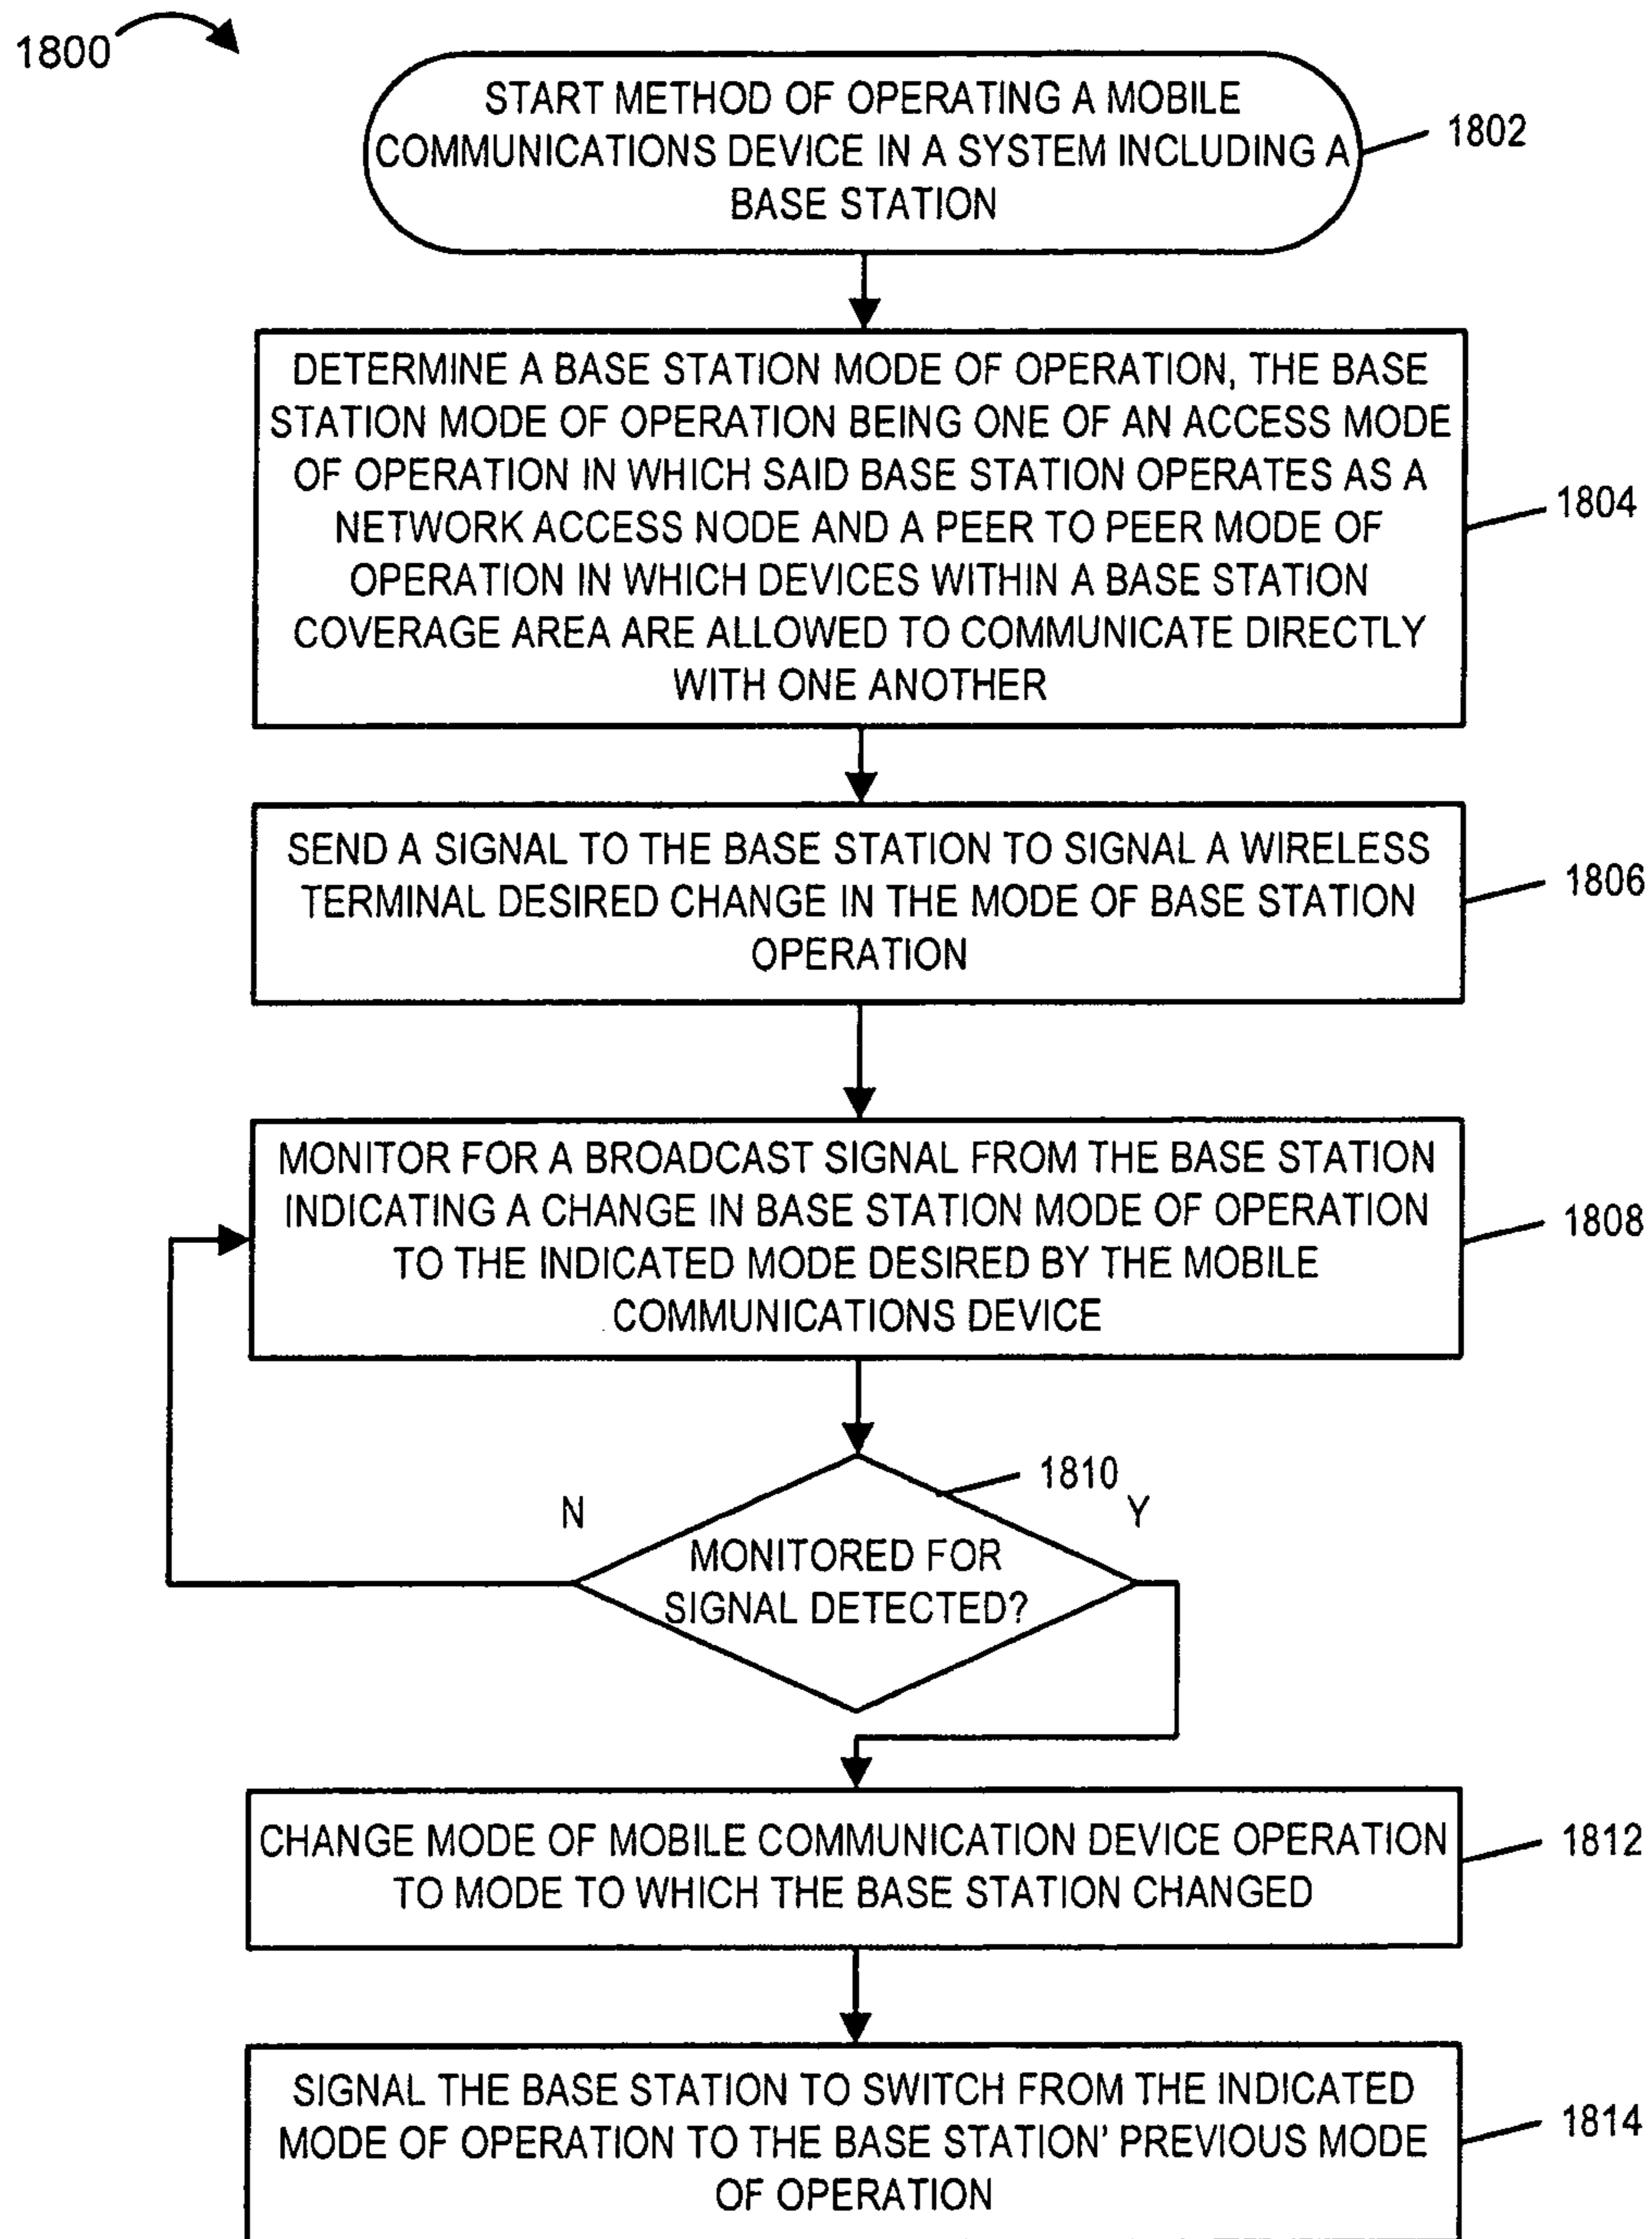 1800
START METHOD OF OPERATING A MOBILE
COMMUNICATIONS DEVICE IN A SYSTEM INCLUDING A
BASE STATION
1802
DETERMINE A BASE STATION MODE OF OPERATION, THE BASE
STATION MODE OF OPERATION BEING ONE OF AN ACCESS MODE
OF OPERATION IN WHICH SAID BASE STATION OPERATES AS A
NETWORK ACCESS NODE AND A PEER TO PEER MODE OF
OPERATION IN WHICH DEVICES WITHIN A BASE STATION
COVERAGE AREA ARE ALLOWED TO COMMUNICATE DIRECTLY
WITH ONE ANOTHER
1804
SEND A SIGNAL TO THE BASE STATION TO SIGNAL A WIRELESS
TERMINAL DESIRED CHANGE IN THE MODE OF BASE STATION
OPERATION
1806
MONITOR FOR A BROADCAST SIGNAL FROM THE BASE STATION
INDICATING A CHANGE IN BASE STATION MODE OF OPERATION
TO THE INDICATED MODE DESIRED BY THE MOBILE
COMMUNICATIONS DEVICE
1808
1810
N
Y
MONITORED FOR
SIGNAL DETECTED?
CHANGE MODE OF MOBILE COMMUNICATION DEVICE OPERATION
TO MODE TO WHICH THE BASE STATION CHANGED
1812
SIGNAL THE BASE STATION TO SWITCH FROM THE INDICATED
MODE OF OPERATION TO THE BASE STATION' PREVIOUS MODE
OF OPERATION
1814